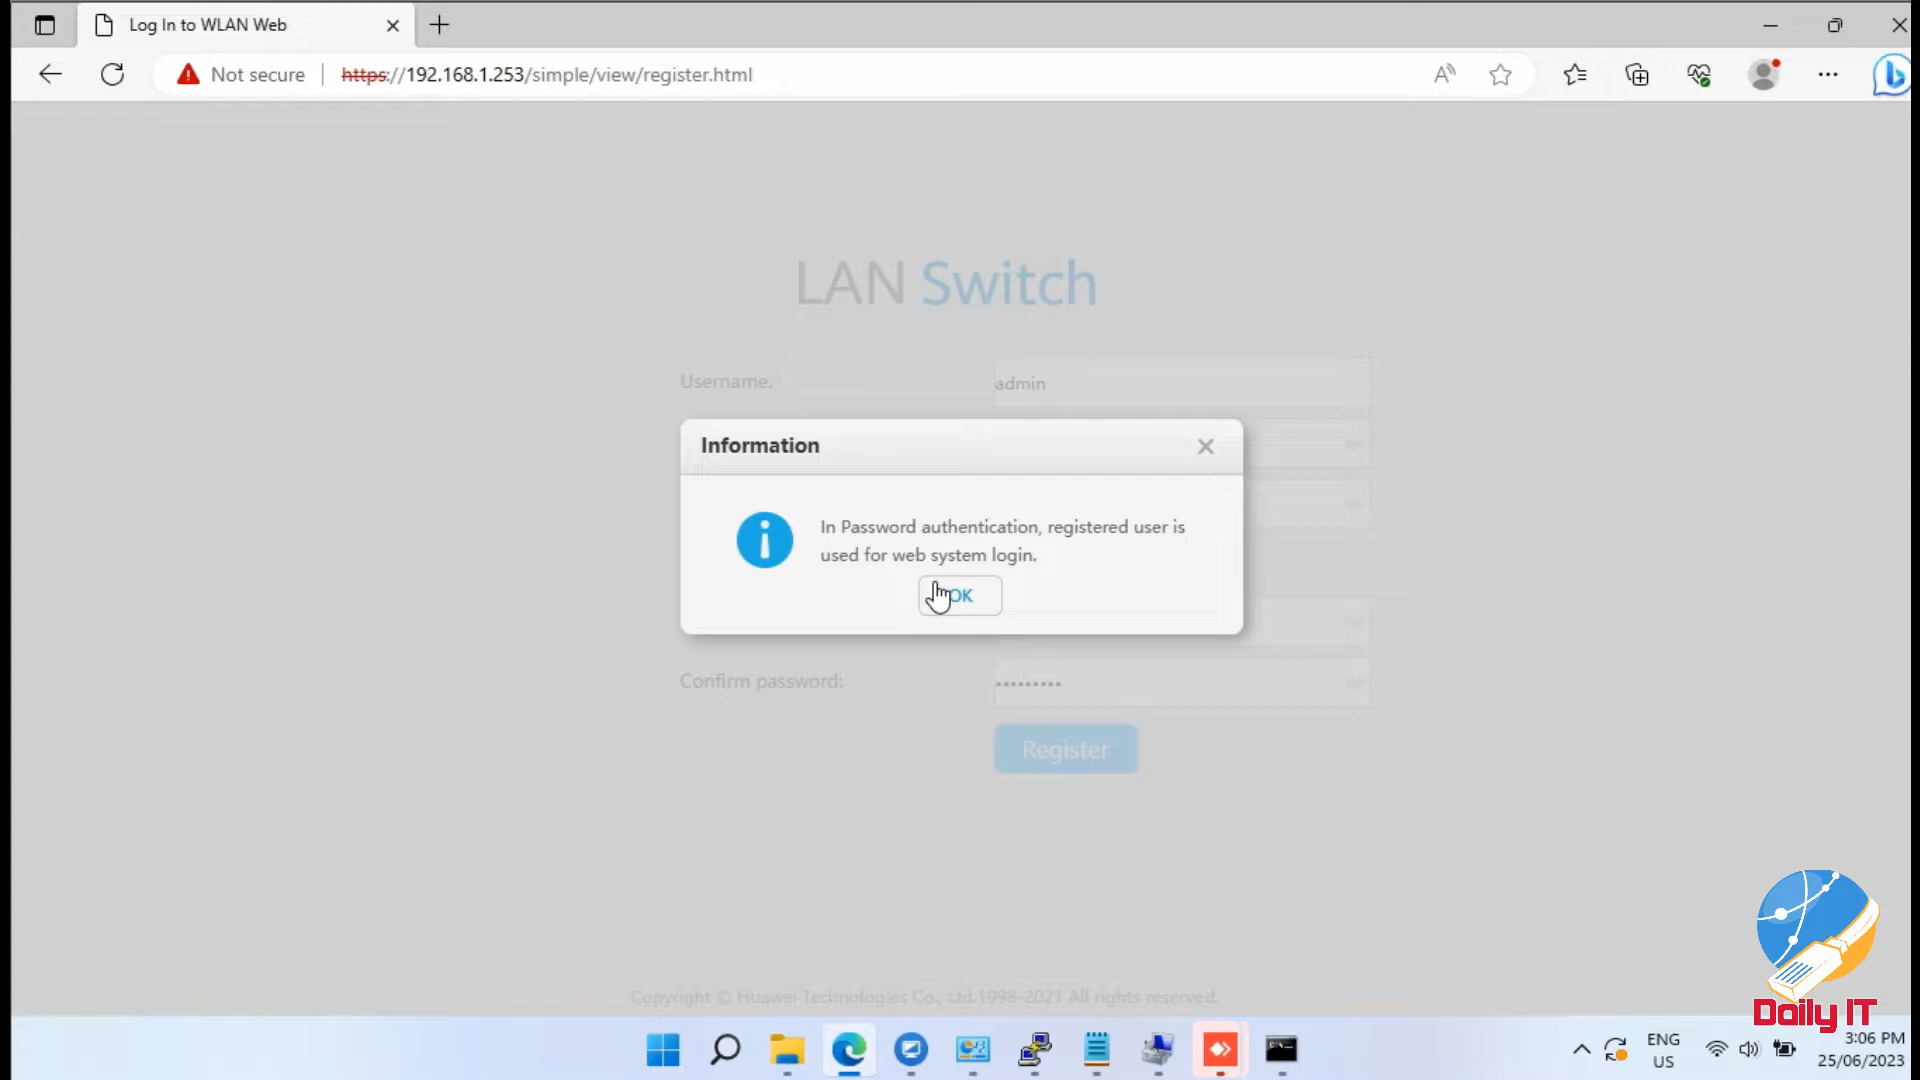 Log In to WLAN Web
Not secure
https://192.168.1.253/simple/view/register.html
LAN Switch
Username:
admin
Information
In Password authentication, registered user is
used for web system login.
OK
Confirm password:
Register
Copyright © Huawei Technologies Co., Ltd.1998-2021 All rights reserved.
Daily IT
ENG
US
3:06 PM
25/06/2023